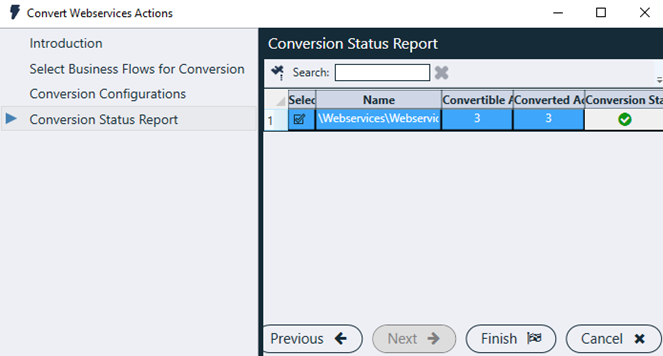 Convert Webservices Actions
Introduction
Select Business Flows for Conversion
Conversion Configurations
Conversion Status Report
Conversion Status Report
Search:
Selec Name Convertible A Converted Ac Conversion Sta
1 \Webservices\Webservic 3 3
Previous Next Finish Cancel